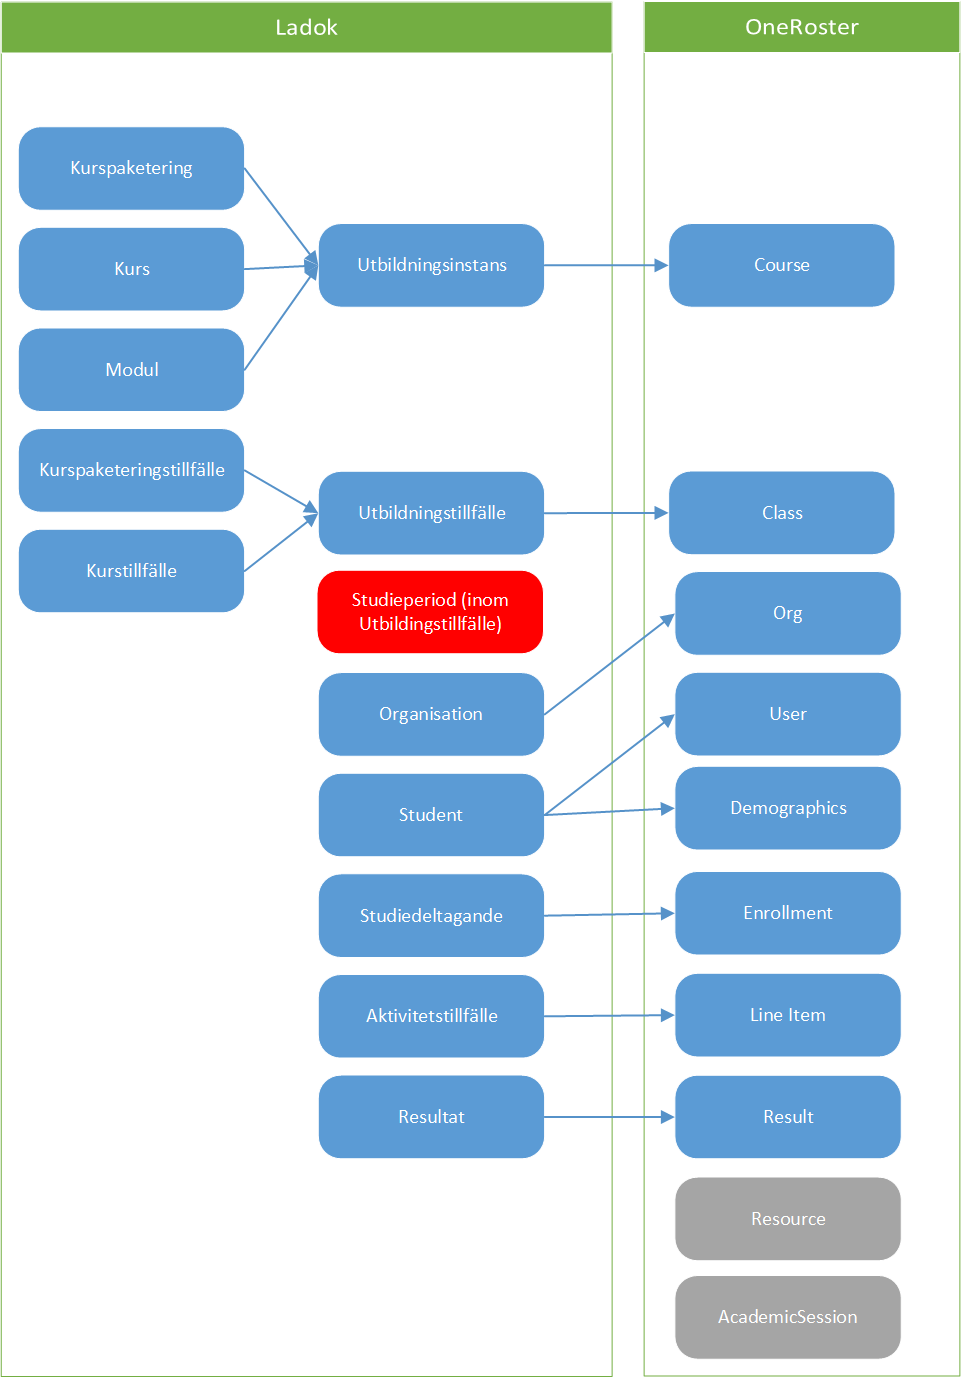 Ladok
OneRoster
Kurspaketering
Kurs
Modul
Utbildningsinstans
Course
Kurspaketeringstillfälle
Kurstillfälle
Utbildningstillfälle
Class
Studieperiod (inom
Utbildingstillfälle)
Org
Organisation
User
Student
Demographics
Studiedeltagande
Enrollment
Aktivitetstillfälle
Line Item
Resultat
Result
Resource
AcademicSession